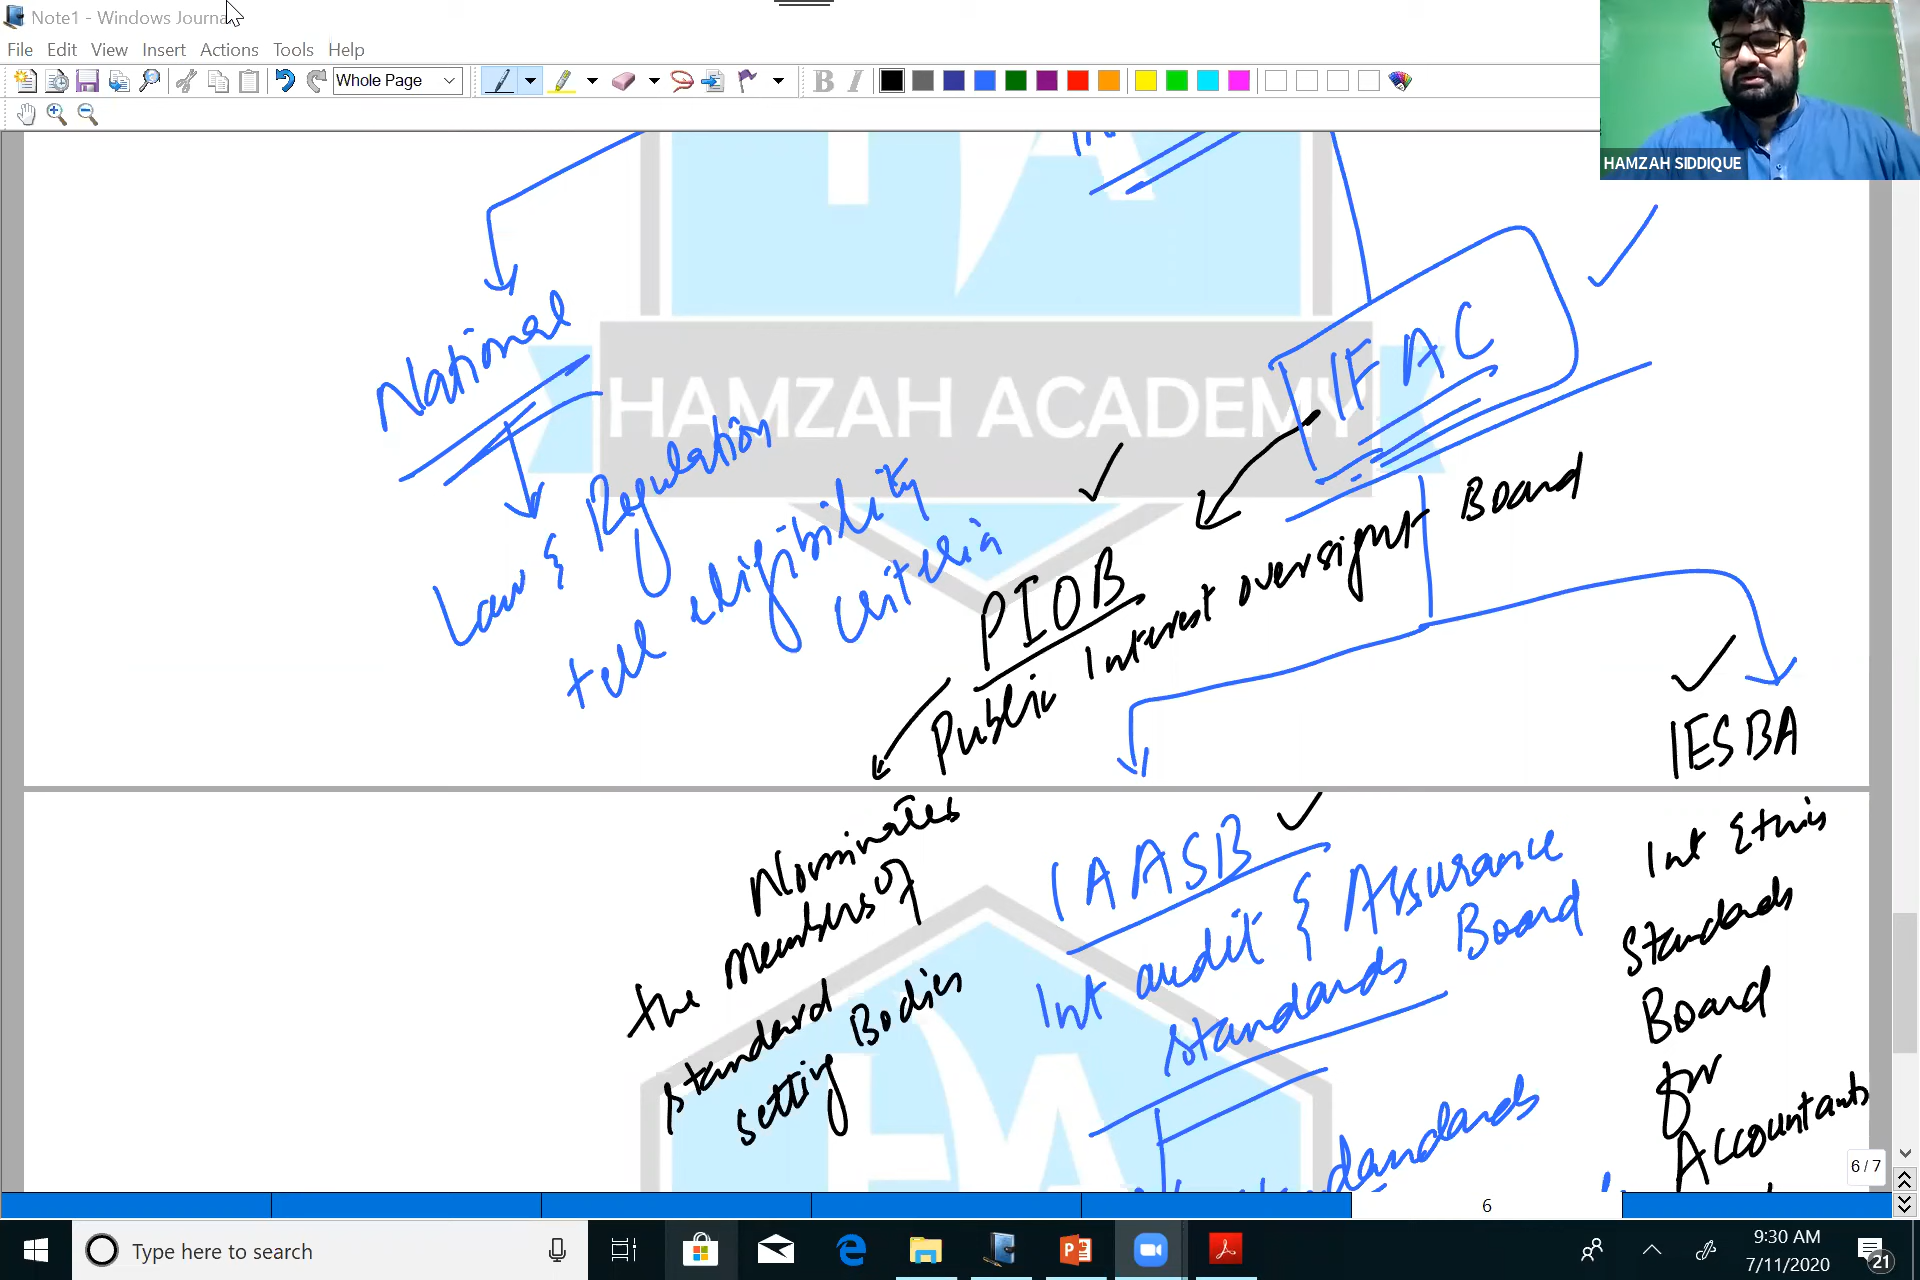 Note1 - Windows Journa
File Edit View Insert Actions Tools Help
Whole Page
B I
HAMZAH SIDDIQUE
National
IFAC
HAMZAH ACADEMY
Law & Regulation
tell eligibility
criteria
PIOB
Public Interest oversight Board
IESBA
Nominates
the members of
standard
setting Bodies
IAASB
Int audit & Assurance
standards Board
Int Ethics
Standards
Board
for
Accountants
standards
HA
6 / 7
6
Type here to search
9:30 AM
7/11/2020
21